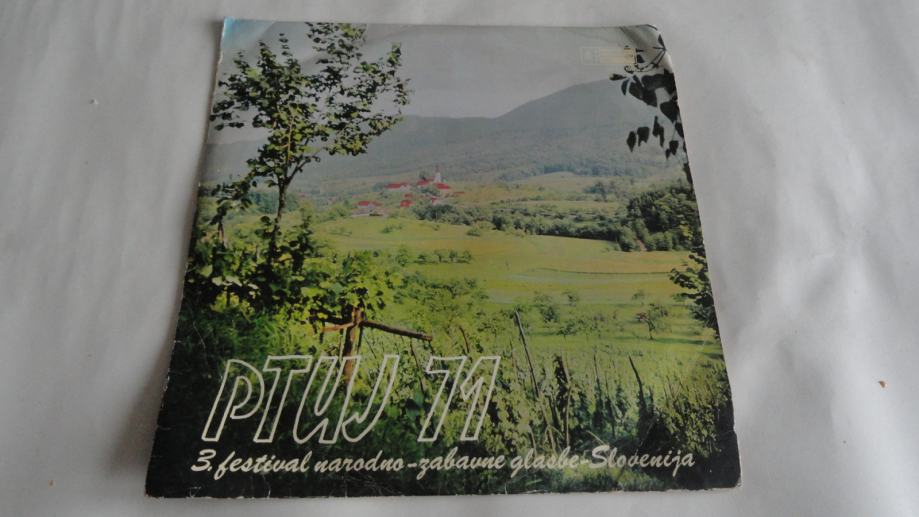 PTUJ 71
3. festival narodno-zabavne glasbe-Slovenija